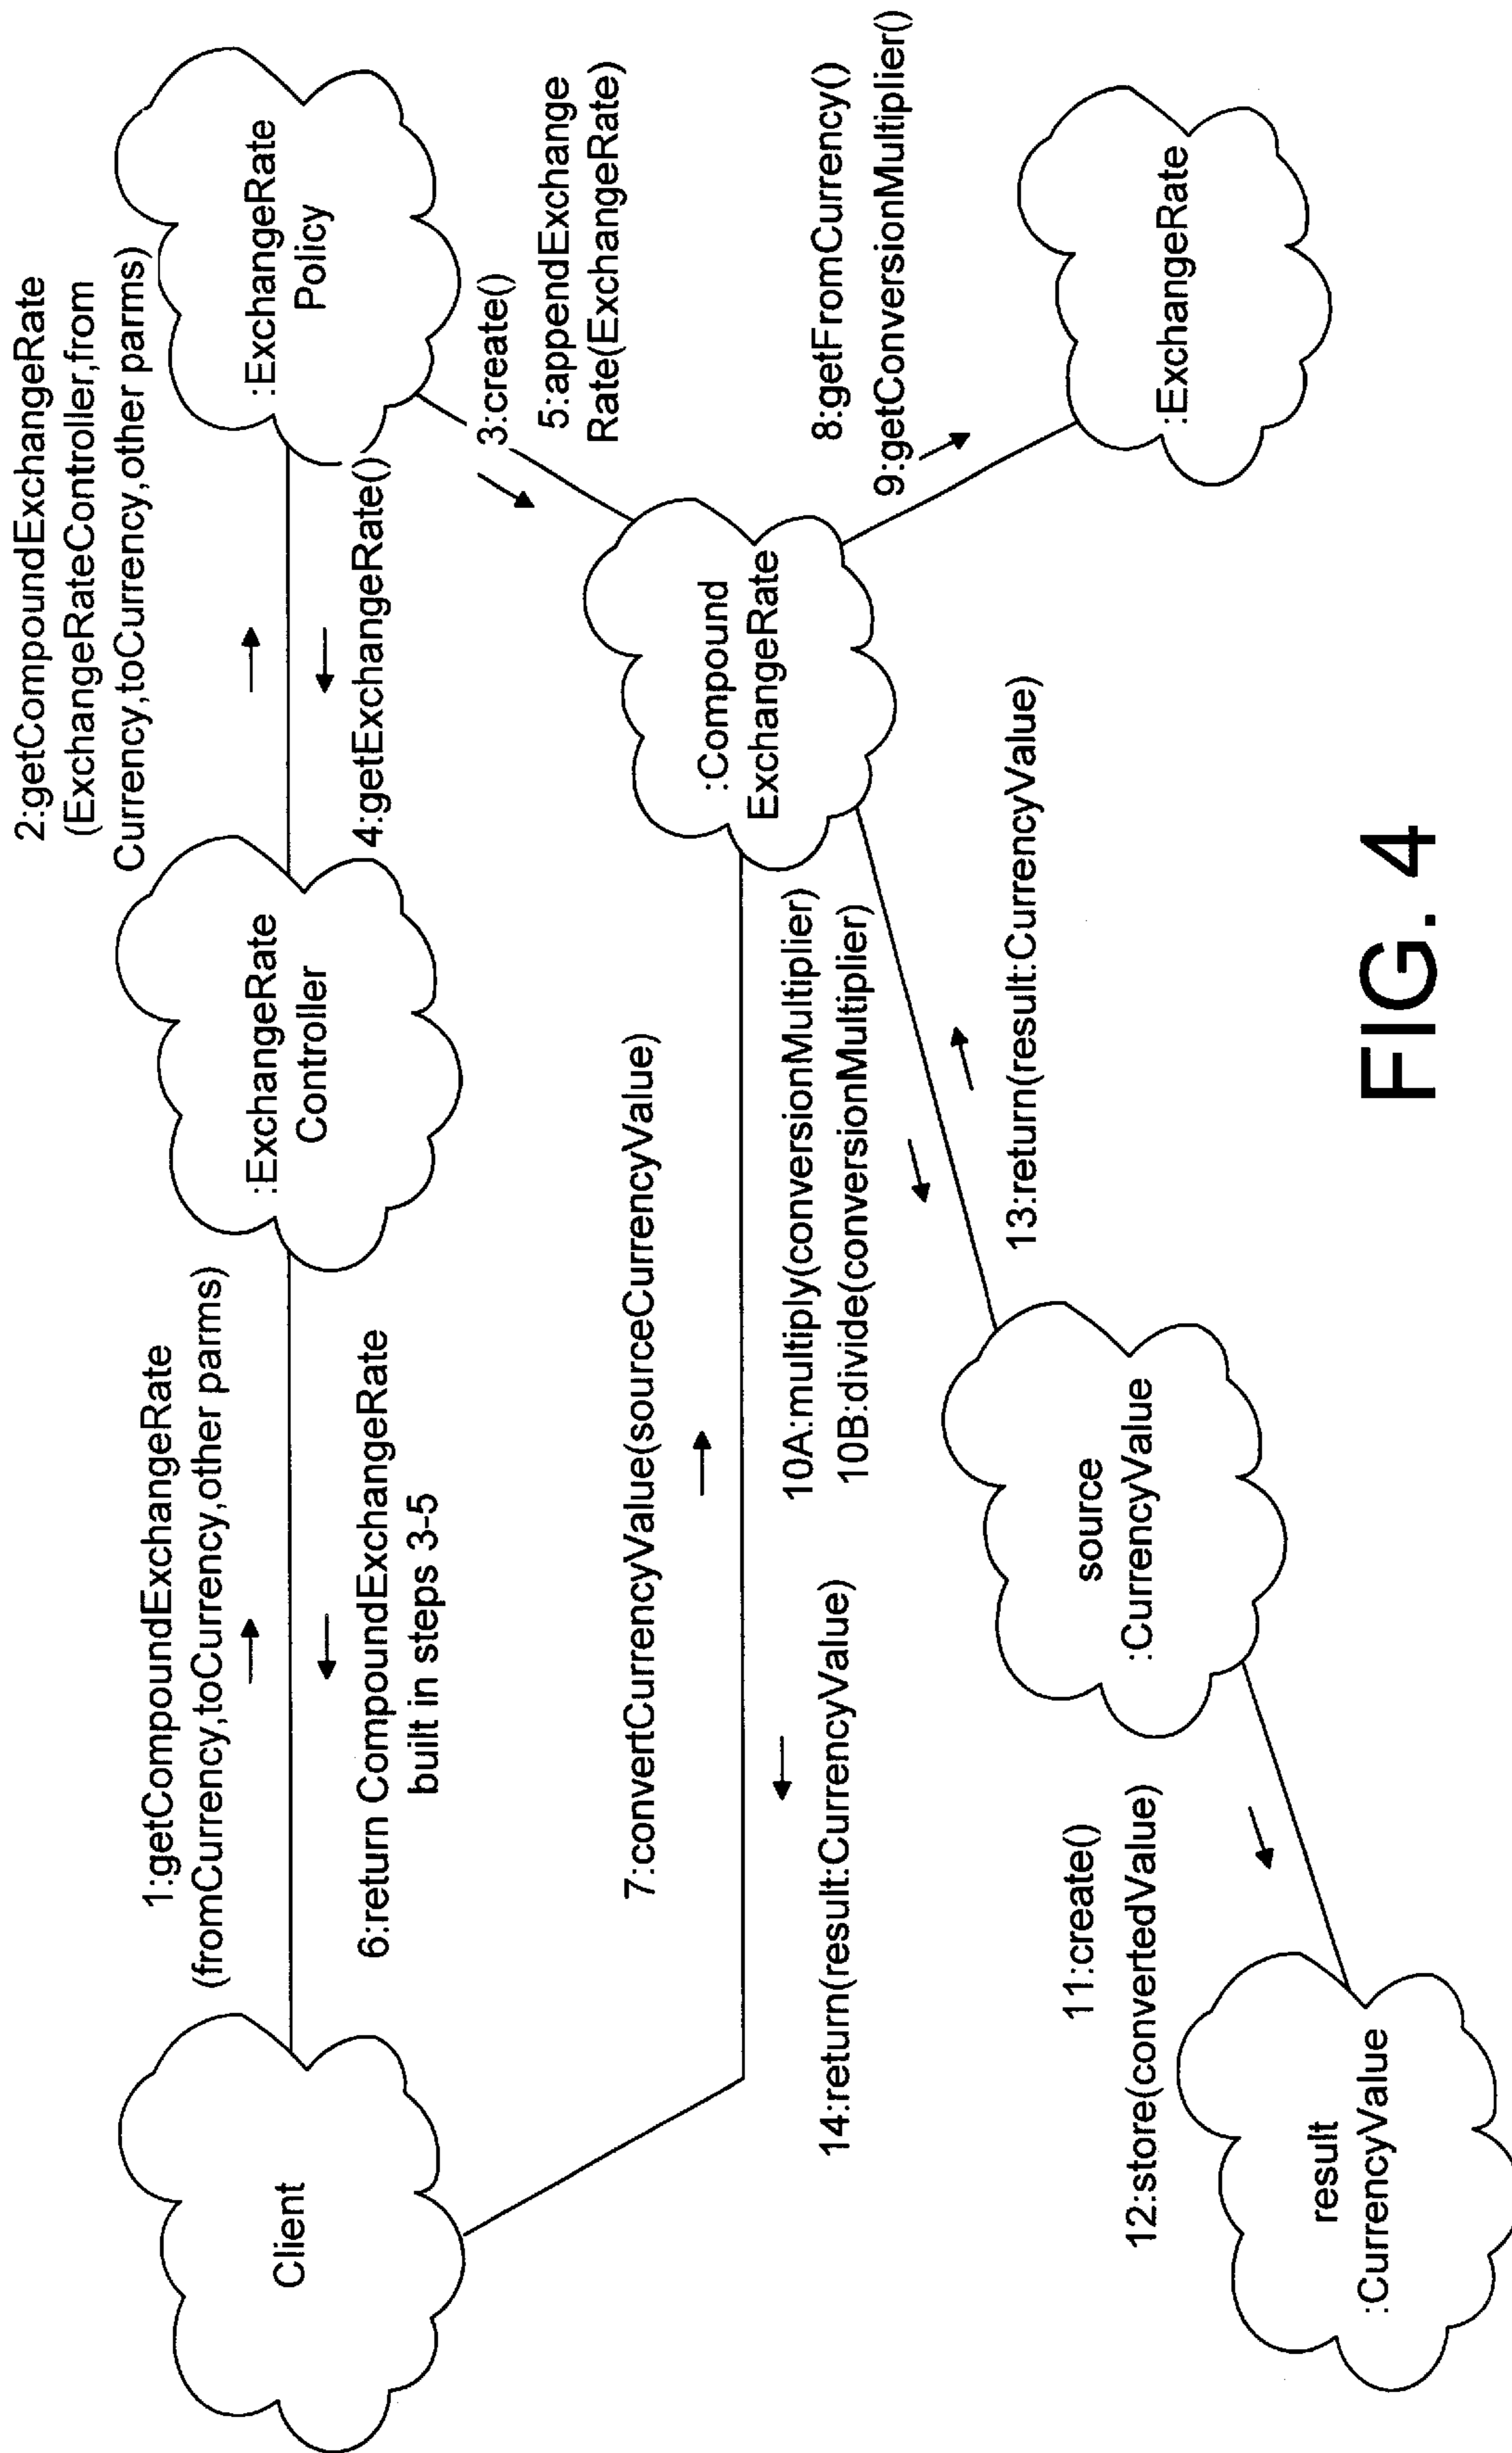 2:getCompoundExchangeRate
(ExchangeRateController,from
Currency,toCurrency,other parms)
1:getCompoundExchangeRate
(fromCurrency,toCurrency,other parms)
Client
:ExchangeRate
Controller
:ExchangeRate
Policy
6:return CompoundExchangeRate
built in steps 3-5
4:getExchangeRate()
3:create()
5:appendExchange
Rate(ExchangeRate)
7:convertCurrencyValue(sourceCurrencyValue)
:Compound
ExchangeRate
14:return(result:CurrencyValue)
10A:multiply(conversionMultiplier)
10B:divide(conversionMultiplier)
8:getFromCurrency()
9:getConversionMultiplier()
13:return(result:CurrencyValue)
:ExchangeRate
source
:CurrencyValue
11:create()
12:store(convertedValue)
result
:CurrencyValue
FIG. 4